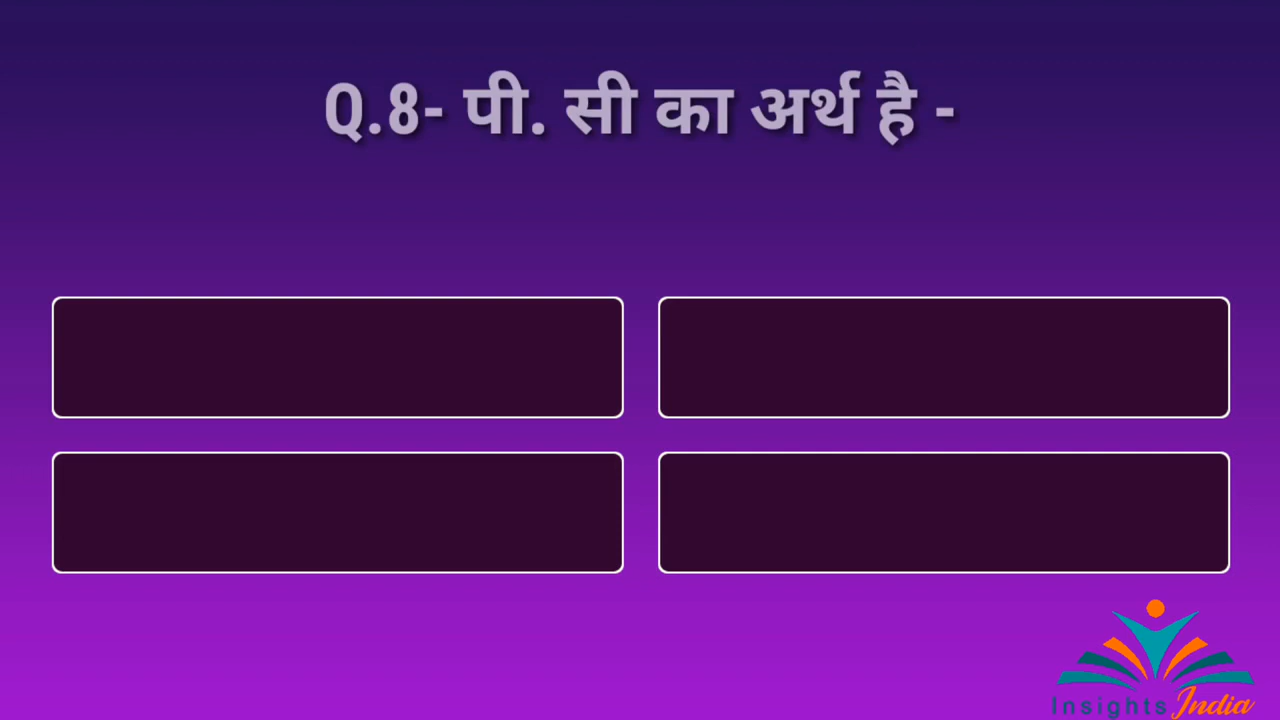 Q.8- पी. सी का अर्थ है -
Insights India